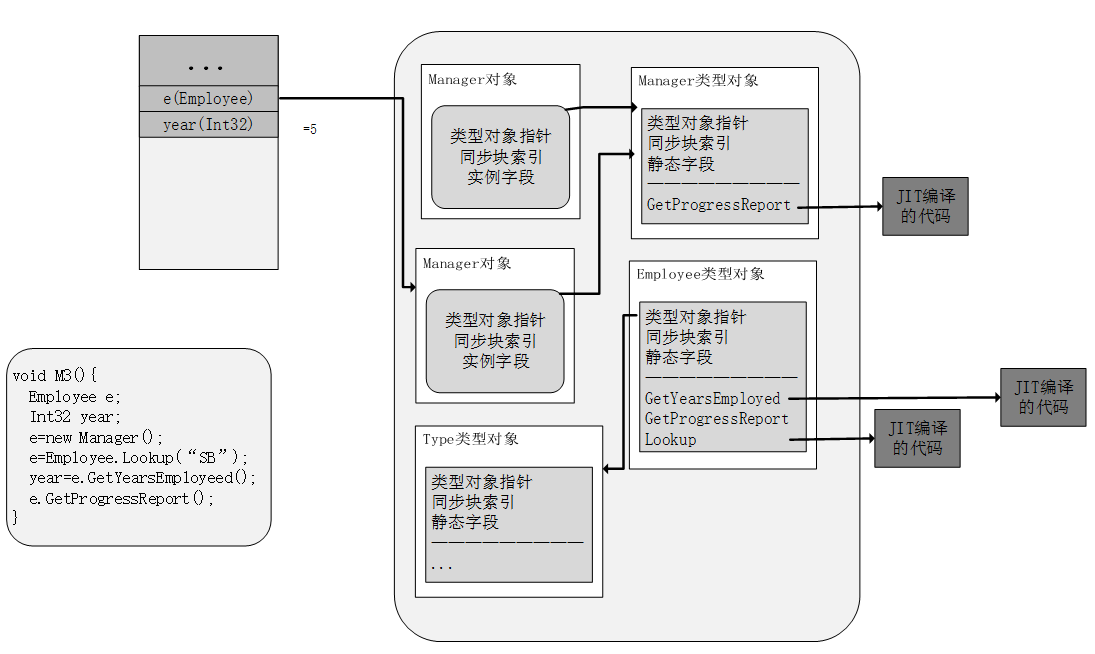 ...
e(Employee)
year(Int32)
=5
void M3(){
Employee e;
Int32 year;
e=new Manager();
e=Employee.Lookup(“SB”);
year=e.GetYearsEmployeed();
e.GetProgressReport();
}
Manager对象
类型对象指针
同步块索引
实例字段
Manager对象
类型对象指针
同步块索引
实例字段
Type类型对象
类型对象指针
同步块索引
静态字段
—————————
...
Manager类型对象
类型对象指针
同步块索引
静态字段
—————————
GetProgressReport
Employee类型对象
类型对象指针
同步块索引
静态字段
—————————
GetYearsEmployed
GetProgressReport
Lookup
JIT编译
的代码
JIT编译
的代码
JIT编译
的代码